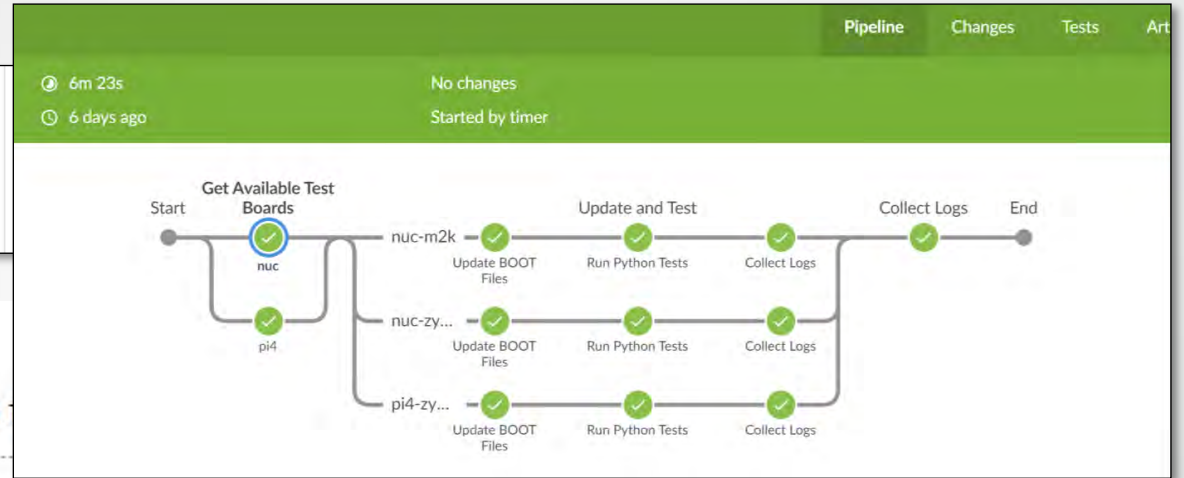 Pipeline Changes Tests Art
6m 23s No changes
6 days ago Started by timer
Get Available Test
Start Boards Update and Test Collect Logs End
nuc-m2k
nuc Update BOOT Run Python Tests Collect Logs
Files
nuc-zy...
pi4 Update BOOT Run Python Tests Collect Logs
Files
pi4-zy...
Update BOOT Run Python Tests Collect Logs
Files